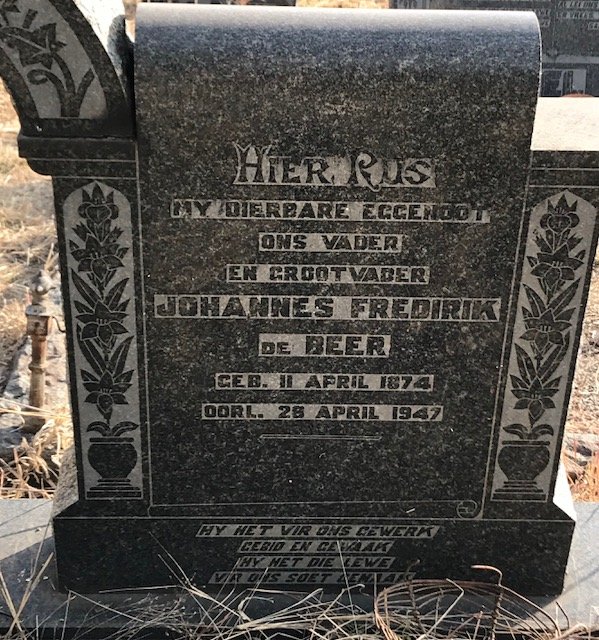 HIER RUS
MY DIERBARE EGGENOOT
ONS VADER
EN GROOTVADER
JOHANNES FREDIRIK
DE BEER
GEB. 11 APRIL 1874
OORL. 28 APRIL 1947
HY HET VIR ONS GEWERK
GEBID EN GEWAAK
HY HET DIE LEWE
VIR ONS SOET GEMAAK